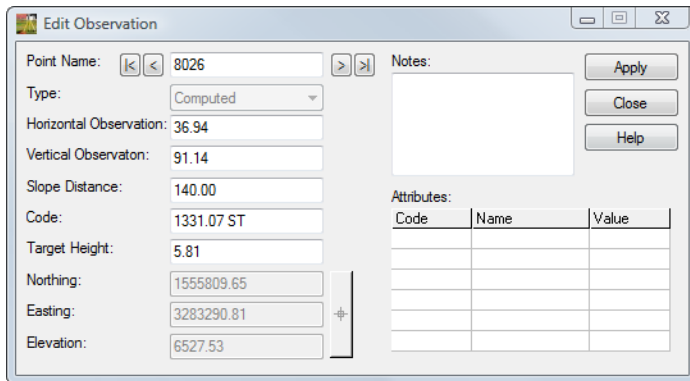 Edit Observation
Point Name: |< < 8026 > >|
Type: Computed
Horizontal Observation: 36.94
Vertical Observaton: 91.14
Slope Distance: 140.00
Code: 1331.07 ST
Target Height: 5.81
Northing: 1555809.65
Easting: 3283290.81
Elevation: 6527.53
Notes:
Attributes:
Code Name Value
Apply
Close
Help